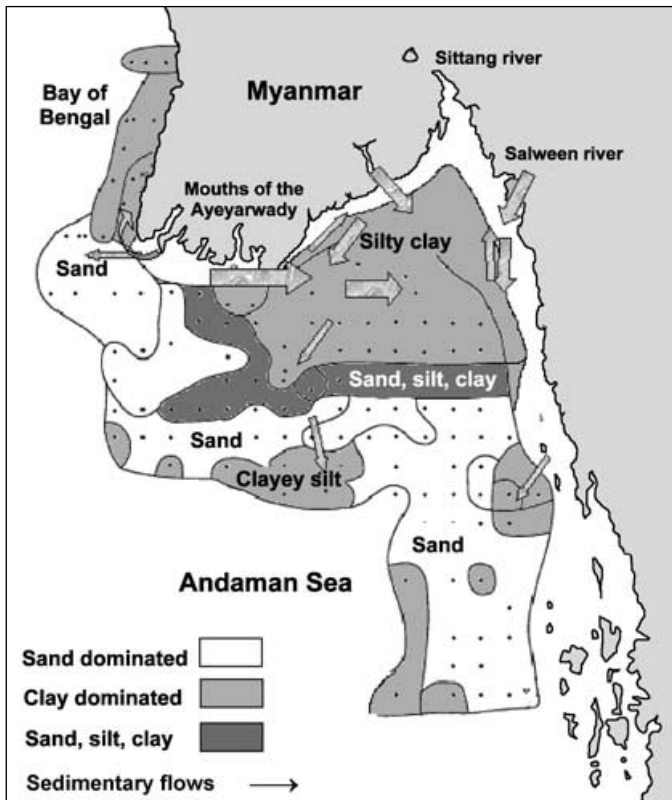 Sittang river
Bay of
Bengal
Myanmar
Salween river
Mouths of the
Ayeyarwady
Silty clay
Sand
Sand, silt, clay
Sand
Clayey silt
Sand
Andaman Sea
Sand dominated
Clay dominated
Sand, silt, clay
Sedimentary flows